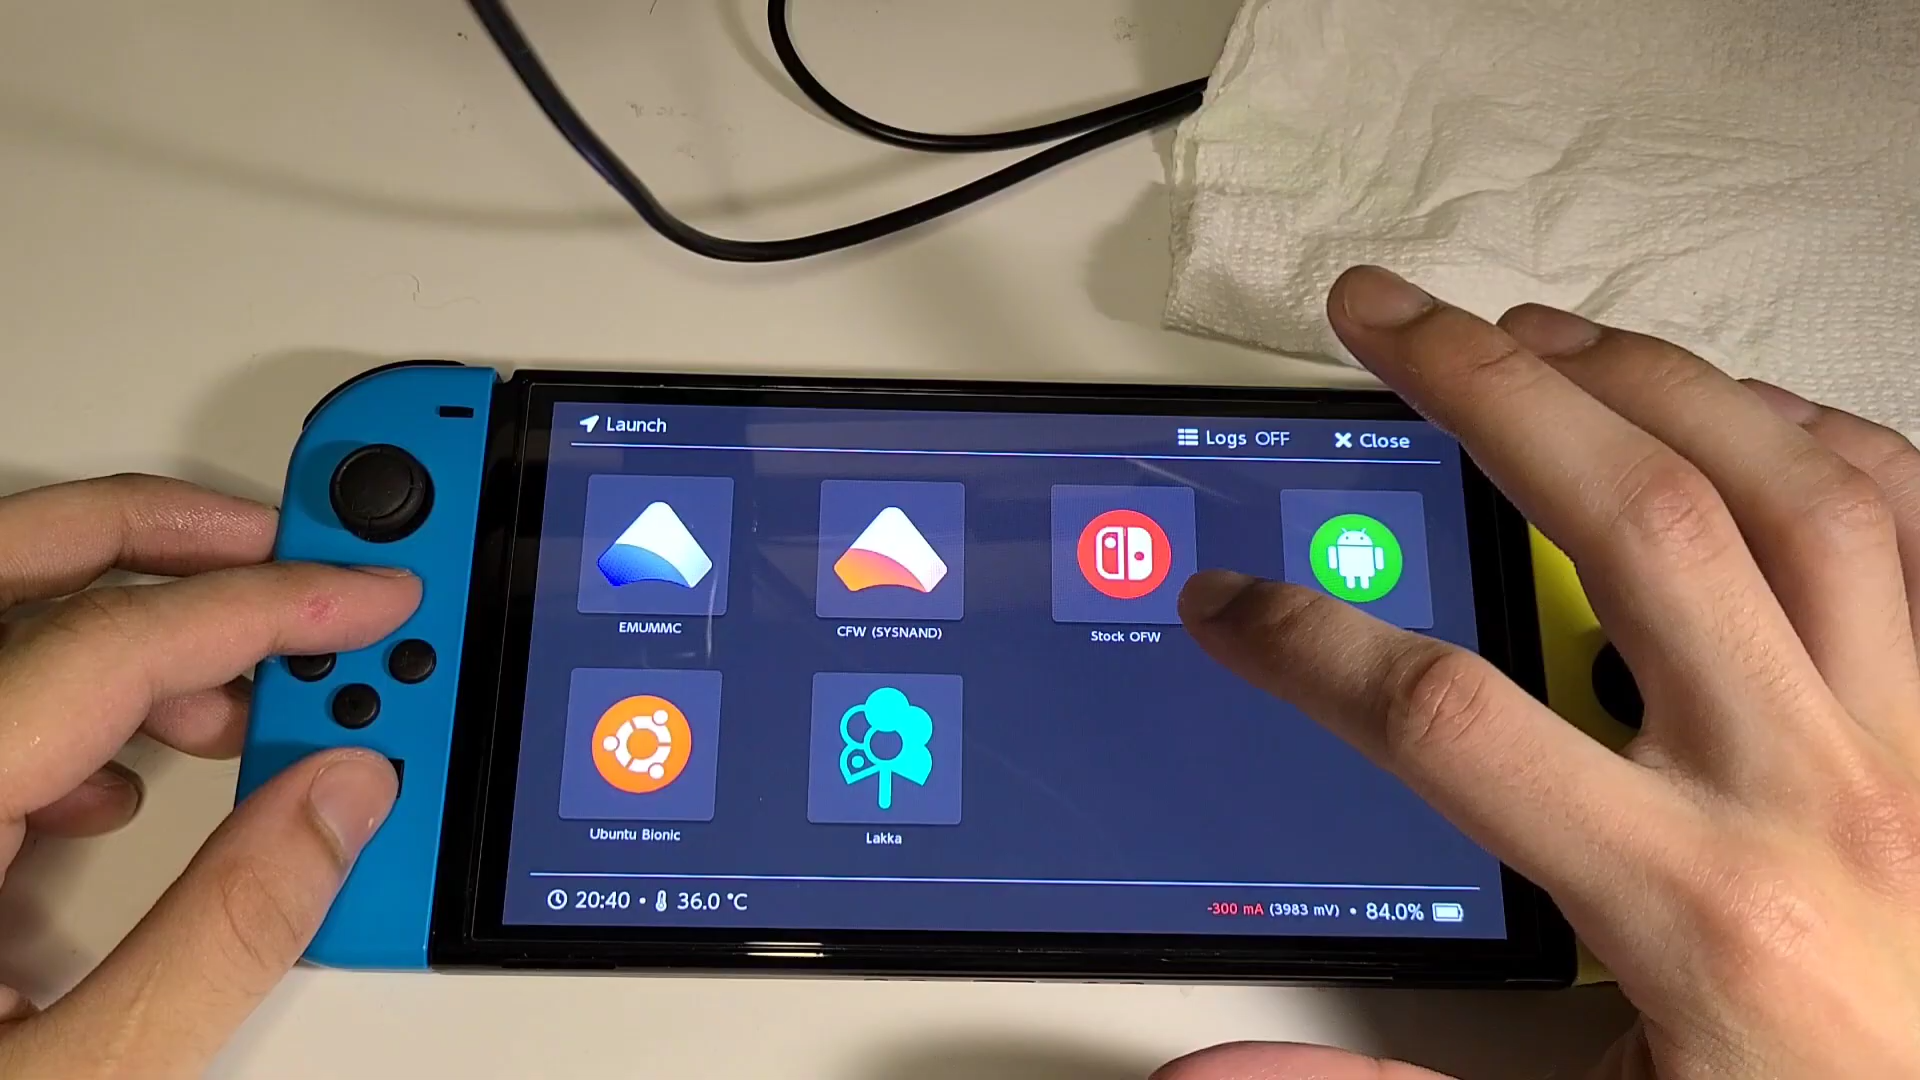 Launch
Logs OFF
Close
EMUMMC
CFW (SYSNAND)
Stock OFW
Ubuntu Bionic
Lakka
20:40 • 36.0 °C
-300 mA (3983 mV) • 84.0%